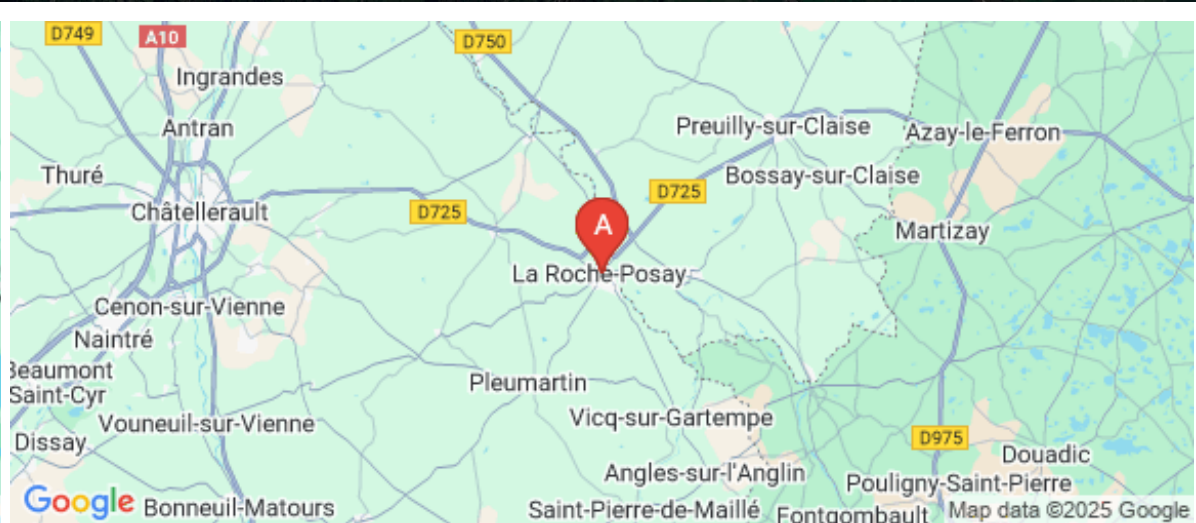 D749
A10
D750
Ingrandes
Antran
Preuilly-sur-Claise
Azay-le-Ferron
Thuré
Bossay-sur-Claise
D725
Châtellerault
D725
A
Martizay
La Roche-Posay
Cenon-sur-Vienne
Naintré
Beaumont
Saint-Cyr
Pleumartin
Vouneuil-sur-Vienne
Vicq-sur-Gartempe
Dissay
D975
Douadic
Angles-sur-l'Anglin
Pouligny-Saint-Pierre
Google
Bonneuil-Matours
Saint-Pierre-de-Maillé
Fontgombault
Map data ©2025 Google